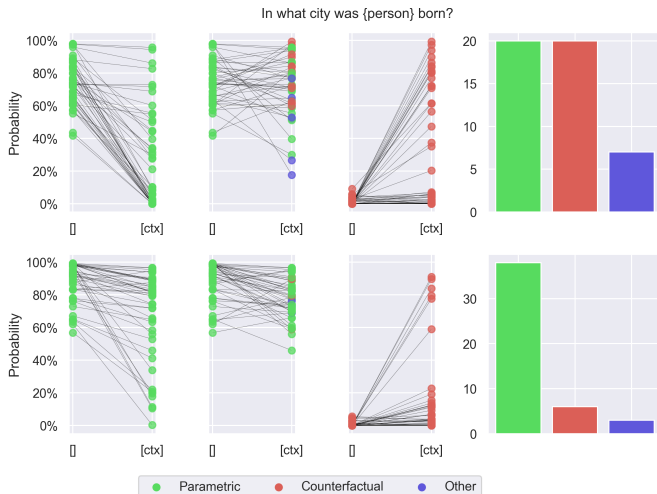 In what city was {person} born?
100%
80%
60%
40%
20%
0%
Probability
[]
[ctx]
[]
[ctx]
[]
[ctx]
20
15
10
5
0
100%
80%
60%
40%
20%
0%
Probability
[]
[ctx]
[]
[ctx]
[]
[ctx]
30
20
10
0
Parametric
Counterfactual
Other